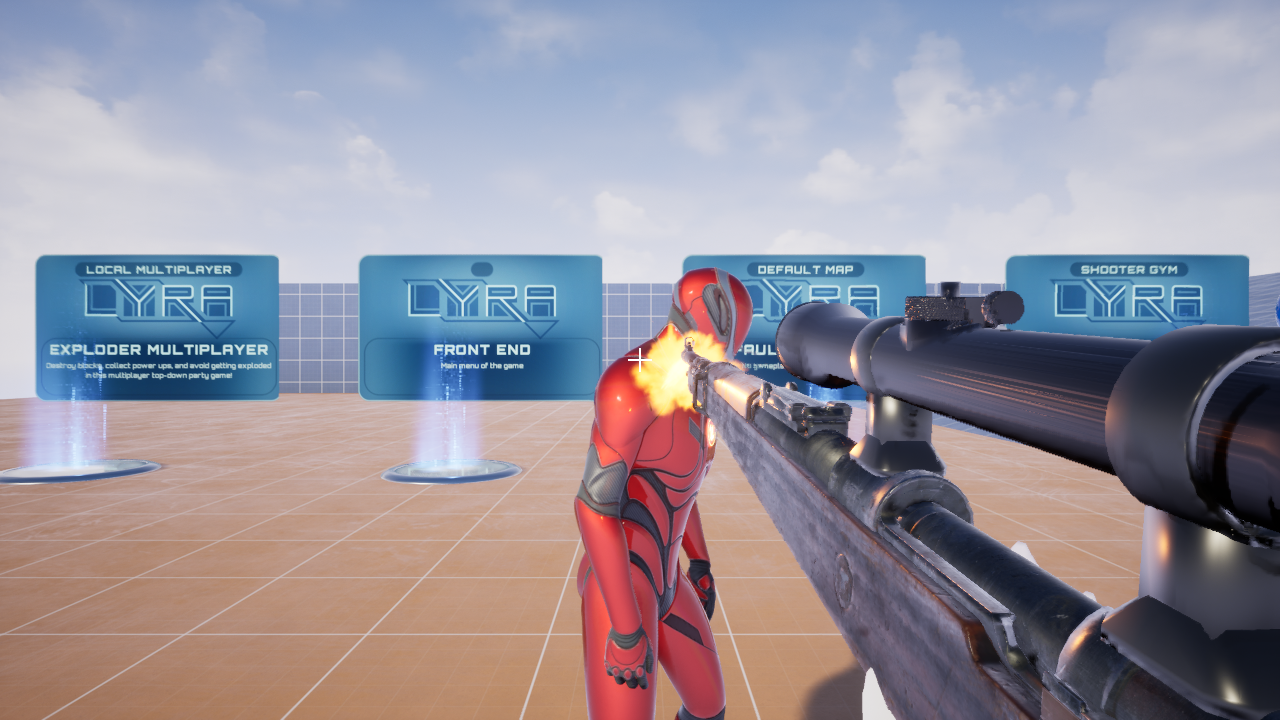 LOCAL MULTIPLAYER
LYRA
EXPLODER MULTIPLAYER
Destroy blocks, collect power ups, and avoid getting exploded
in this multiplayer top-down party game!
LYRA
FRONT END
Main menu of the game
DEFAULT MAP
LYRA
SHOOTER GYM
LYRA